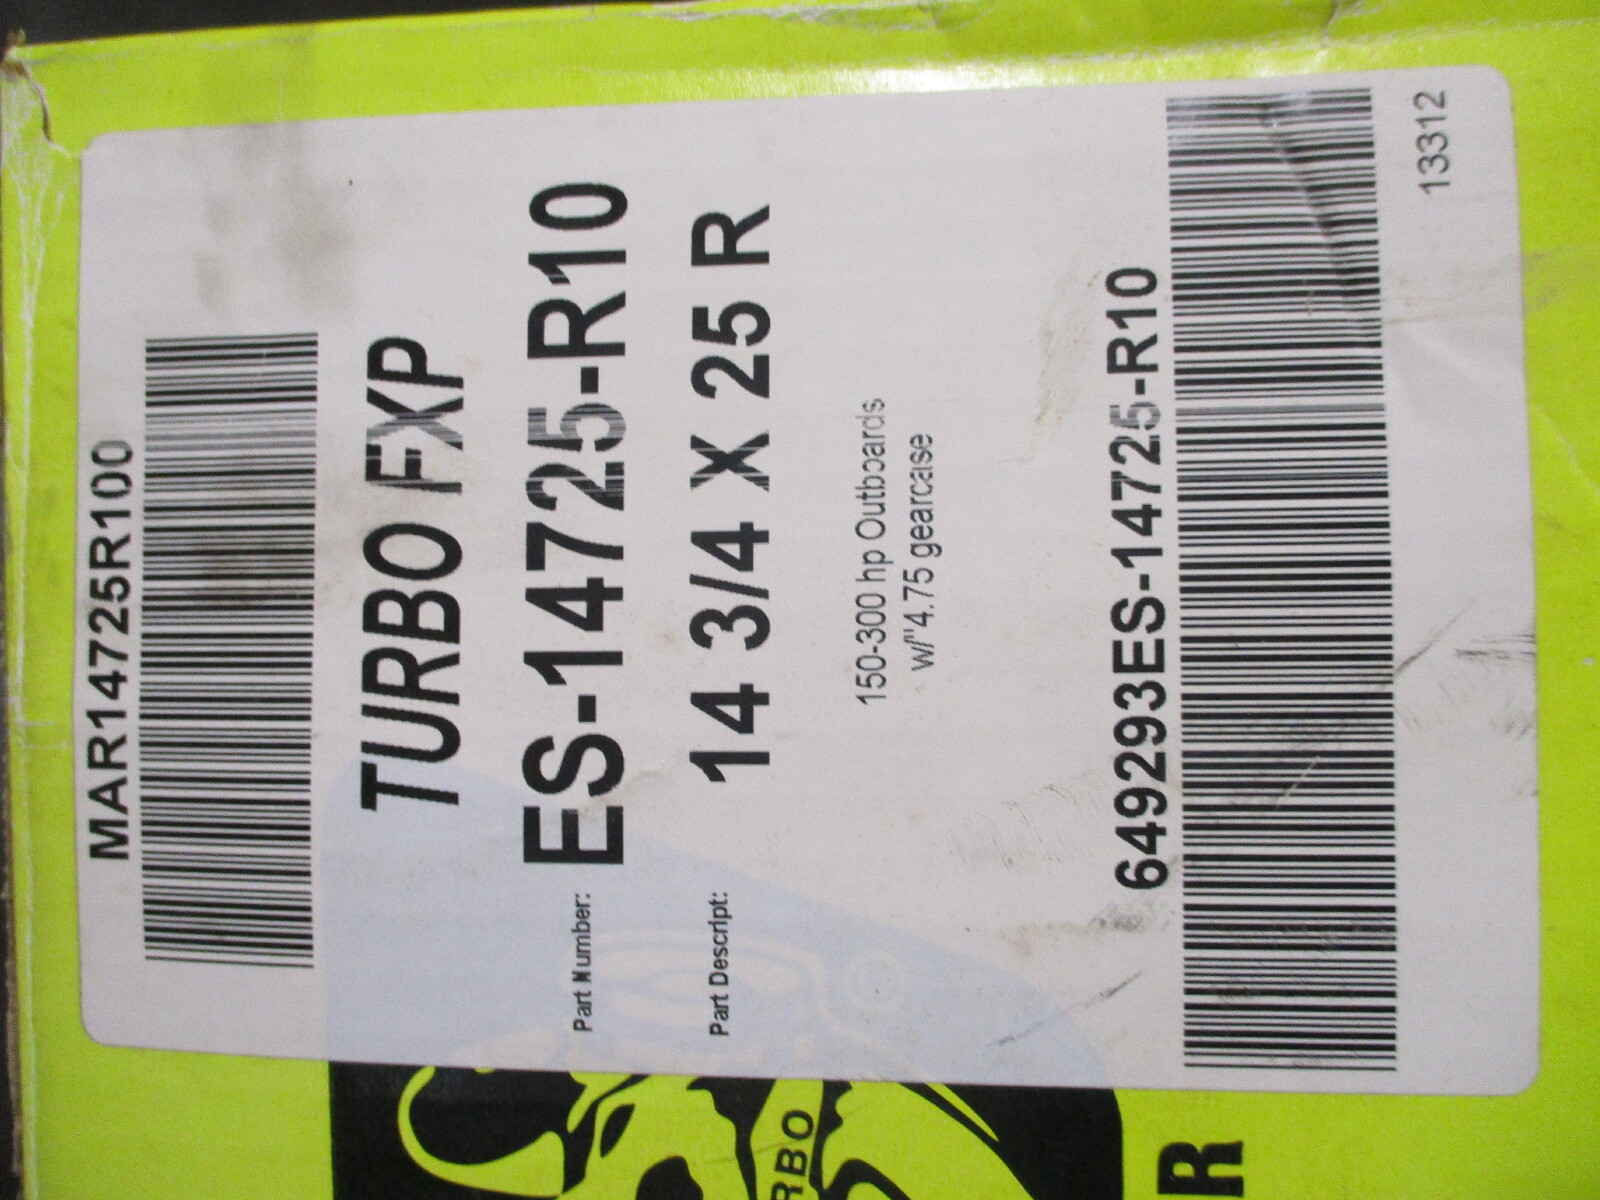 MAR14725R100
TURBO FXP
Part Number: ES-14725-R10
Part Descript: 14 3/4 X 25 R
150-300 hp Outboards
w/"4.75 gearcase
649293ES-14725-R10
13312
RBO
R